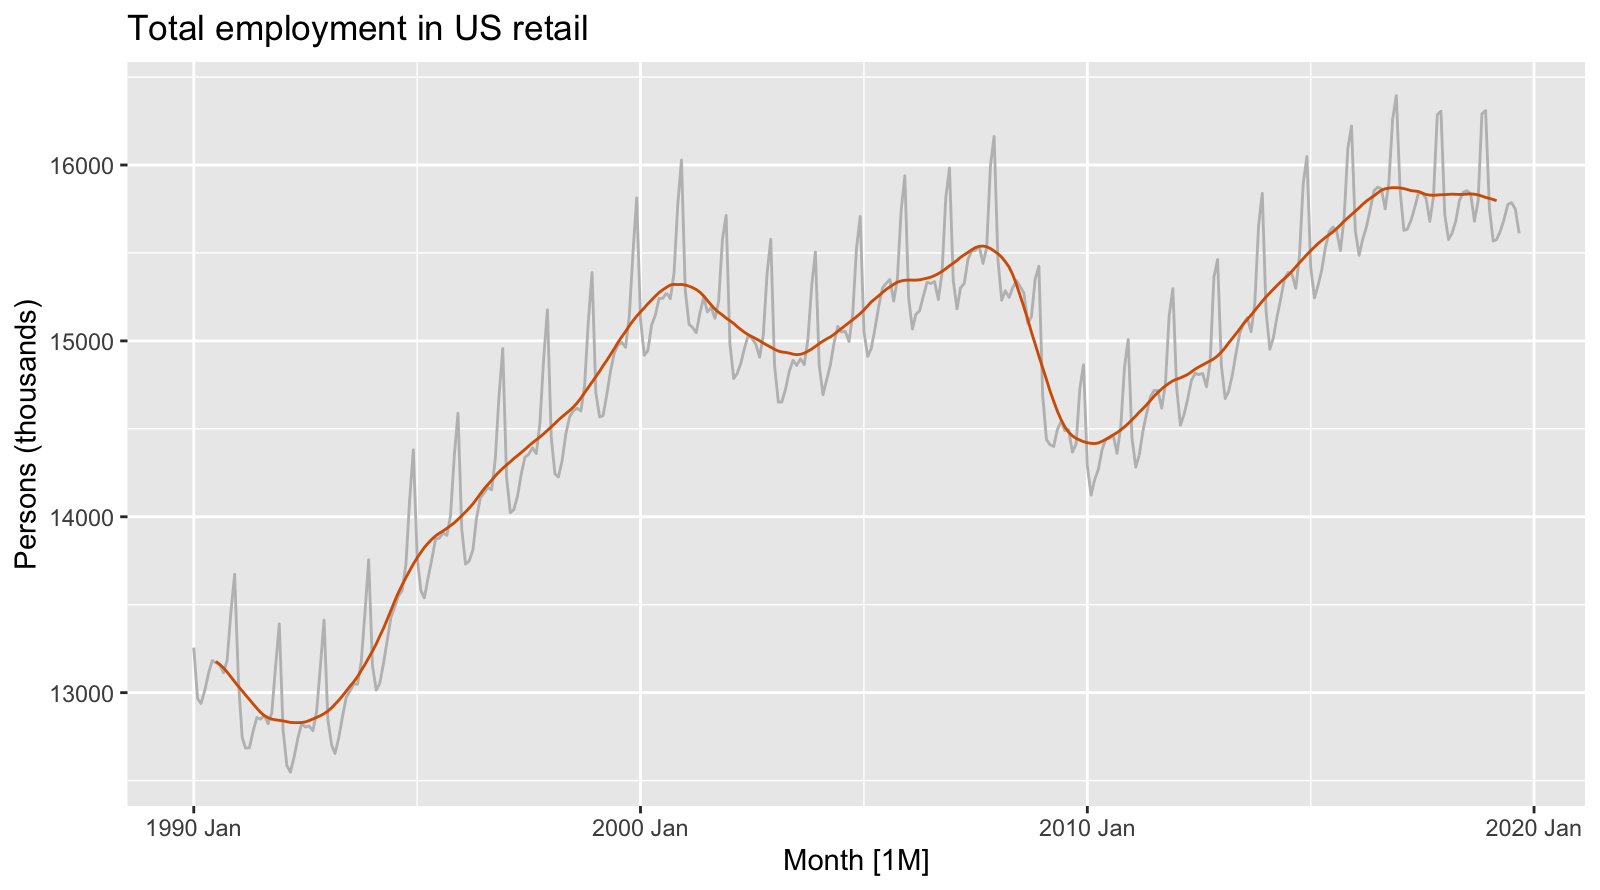 Total employment in US retail
Persons (thousands)
16000
15000
14000
13000
1990 Jan
2000 Jan
2010 Jan
2020 Jan
Month [1M]